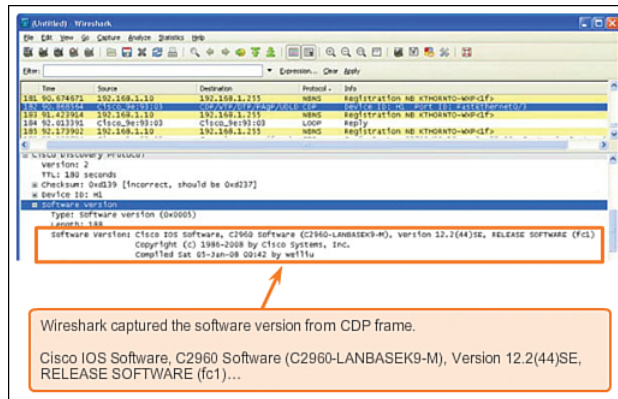 (Untitled) - Wireshark
File Edit View Go Capture Analyze Statistics Help
Filter: Expression... Clear Apply
Time Source Destination Protocol Info
181 90.674671 192.168.1.10 192.168.1.255 NBNS Registration NB KTHORNTO-WXP<1f>
182 90.868564 Cisco_9e:93:03 CDP/VTP/DTP/PAgP/UDLD CDP Device ID: H1 Port ID: FastEthernet0/3
183 91.423914 192.168.1.10 192.168.1.255 NBNS Registration NB KTHORNTO-WXP<1f>
184 92.013391 Cisco_9e:93:03 Cisco_9e:93:03 LOOP Reply
185 92.173902 192.168.1.10 192.168.1.255 NBNS Registration NB KTHORNTO-WXP<1f>
Cisco Discovery Protocol
Version: 2
TTL: 180 seconds
Checksum: 0xd139 [incorrect, should be 0xd237]
Device ID: H1
Software Version
Type: Software version (0x0005)
Length: 188
Software Version: Cisco IOS Software, C2960 Software (C2960-LANBASEK9-M), Version 12.2(44)SE, RELEASE SOFTWARE (fc1)
Copyright (c) 1986-2008 by Cisco Systems, Inc.
Compiled Sat 05-Jan-08 00:42 by weiliu
Wireshark captured the software version from CDP frame.
Cisco IOS Software, C2960 Software (C2960-LANBASEK9-M), Version 12.2(44)SE,
RELEASE SOFTWARE (fc1)…